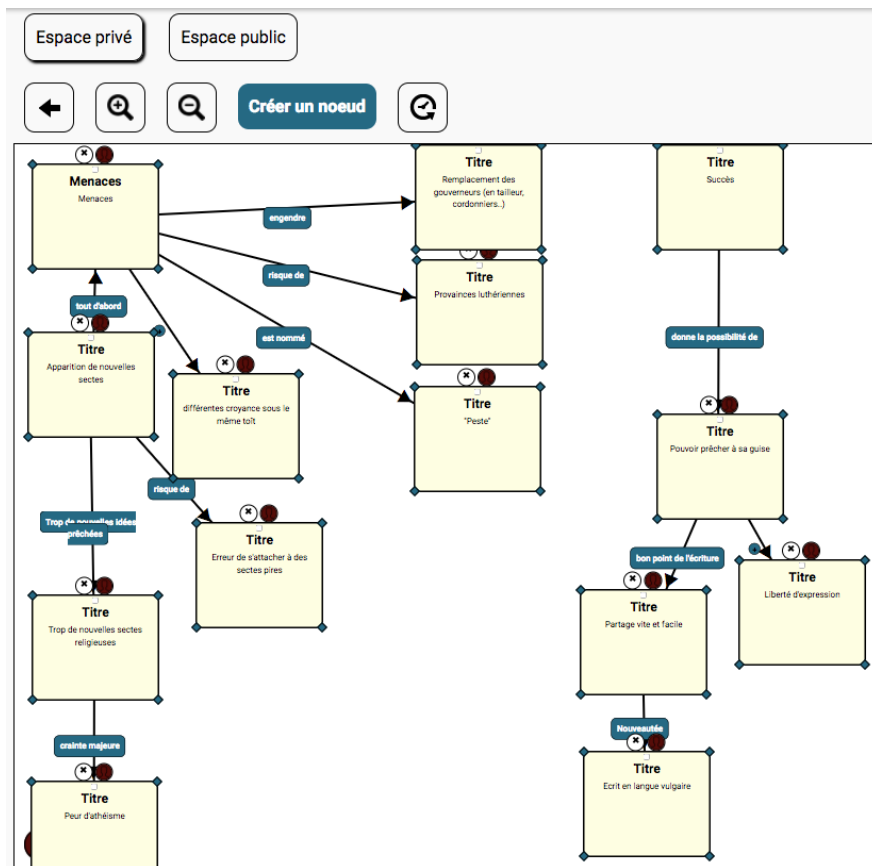 Espace privé
Espace public
Créer un noeud
Menaces
Menaces
Titre
Remplacement des
gouverneurs (en tailleur,
cordonniers..)
Titre
Succès
engendre
risque de
Titre
Provainces luthériennes
tout d'abord
est nommé
donne la possibilité de
Titre
Apparition de nouvelles
sectes
Titre
différentes croyance sous le
même toît
Titre
"Peste"
Titre
Pouvoir prêcher à sa guise
risque de
Trop de nouvelles idées
prêchées
Titre
Erreur de s'attacher à des
sectes pires
bon point de l'écriture
Titre
Liberté d'expression
Titre
Trop de nouvelles sectes
religieuses
Titre
Partage vite et facile
crainte majeure
Nouveautée
Titre
Peur d'athéisme
Titre
Ecrit en langue vulgaire